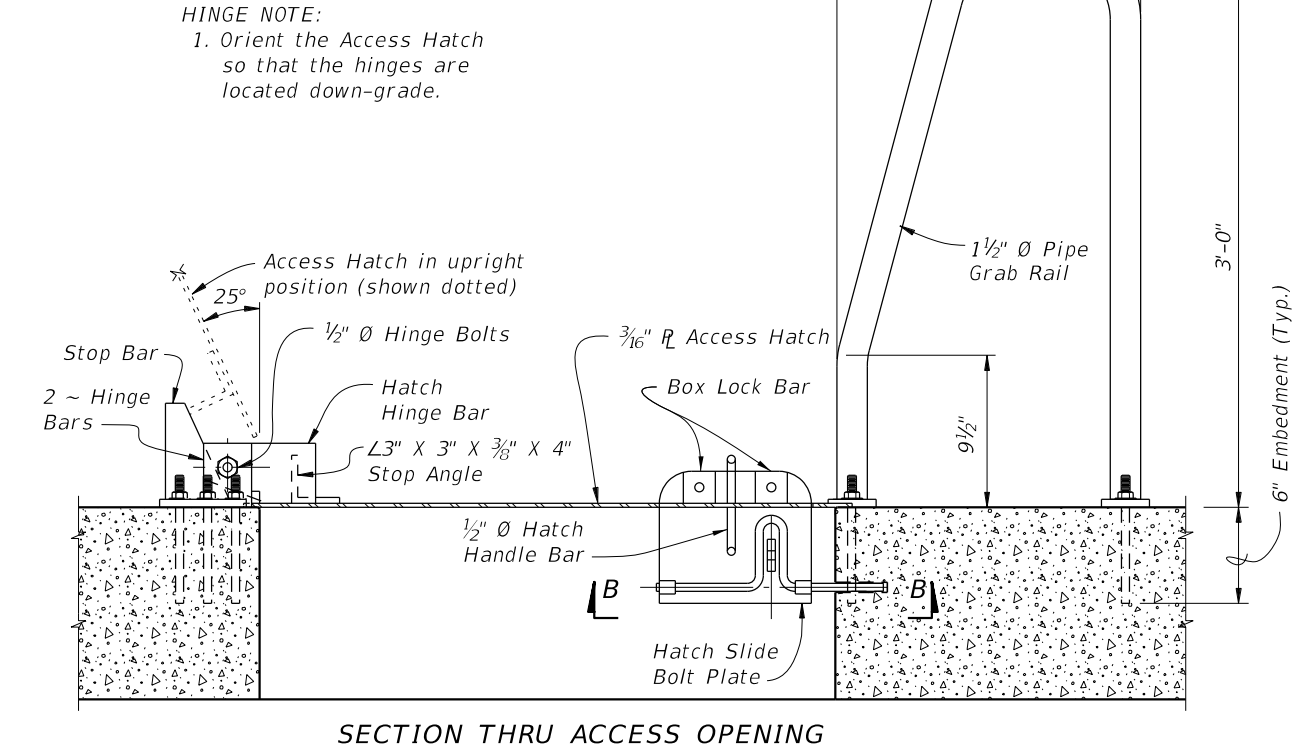 HINGE NOTE:
1. Orient the Access Hatch
so that the hinges are
located down-grade.
Access Hatch in upright
position (shown dotted)
25°
½" Ø Hinge Bolts
Stop Bar
2 ~ Hinge
Bars
Hatch
Hinge Bar
∠3" X 3" X ⅜" X 4"
Stop Angle
3/16" ℄ Access Hatch
Box Lock Bar
½" Ø Hatch
Handle Bar
1½" Ø Pipe
Grab Rail
9½"
3'-0"
6" Embedment (Typ.)
B
B
Hatch Slide
Bolt Plate
SECTION THRU ACCESS OPENING